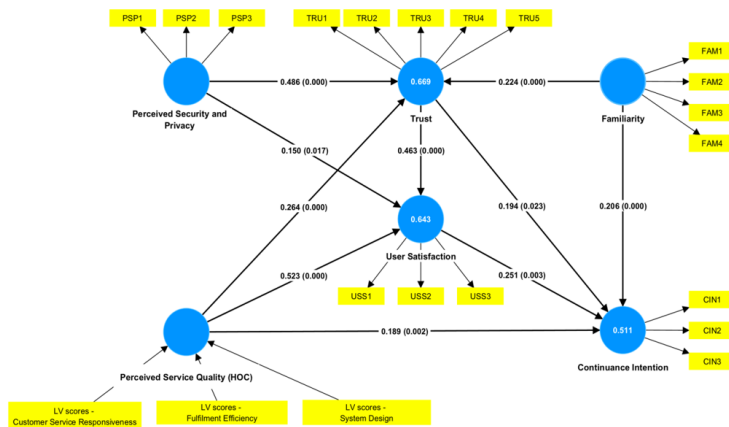 PSP1
PSP2
PSP3
TRU1
TRU2
TRU3
TRU4
TRU5
FAM1
FAM2
FAM3
FAM4
0.486 (0.000)
0.669
0.224 (0.000)
Perceived Security and
Privacy
Trust
Familiarity
0.150 (0.017)
0.463 (0.000)
0.264 (0.000)
0.194 (0.023)
0.206 (0.000)
0.643
User Satisfaction
0.523 (0.000)
0.251 (0.003)
USS1
USS2
USS3
CIN1
CIN2
CIN3
0.189 (0.002)
0.511
Continuance Intention
Perceived Service Quality (HOC)
LV scores -
Customer Service Responsiveness
LV scores -
Fulfilment Efficiency
LV scores -
System Design